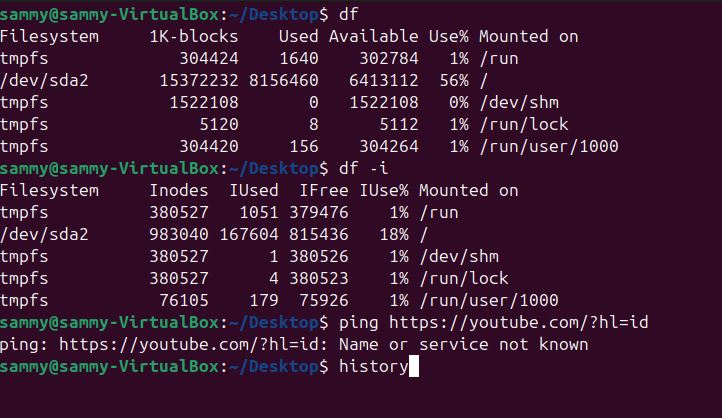 sammy@sammy-VirtualBox:~/Desktop$ df
Filesystem     1K-blocks    Used Available Use% Mounted on
tmpfs             304424    1640    302784   1% /run
/dev/sda2       15372232 8156460   6413112  56% /
tmpfs            1522108       0   1522108   0% /dev/shm
tmpfs               5120       8      5112   1% /run/lock
tmpfs             304420     156    304264   1% /run/user/1000
sammy@sammy-VirtualBox:~/Desktop$ df -i
Filesystem     Inodes  IUsed  IFree IUse% Mounted on
tmpfs          380527   1051 379476    1% /run
/dev/sda2      983040 167604 815436   18% /
tmpfs          380527      1 380526    1% /dev/shm
tmpfs          380527      4 380523    1% /run/lock
tmpfs           76105    179  75926    1% /run/user/1000
sammy@sammy-VirtualBox:~/Desktop$ ping https://youtube.com/?hl=id
ping: https://youtube.com/?hl=id: Name or service not known
sammy@sammy-VirtualBox:~/Desktop$ history